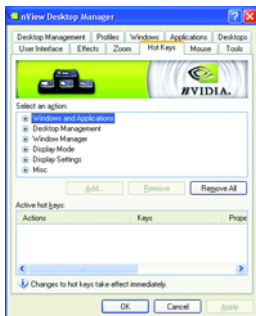 nView Desktop Manager
Desktop Management Profiles Windows Applications Desktops
User Interface Effects Zoom Hot Keys Mouse Tools
NVIDIA.
Select an action:
Windows and Applications
Desktop Management
Window Manager
Display Mode
Display Settings
Misc
Add... Remove Remove All
Active hot keys:
Actions Keys Prope
Changes to hot keys take effect immediately.
OK Cancel Apply